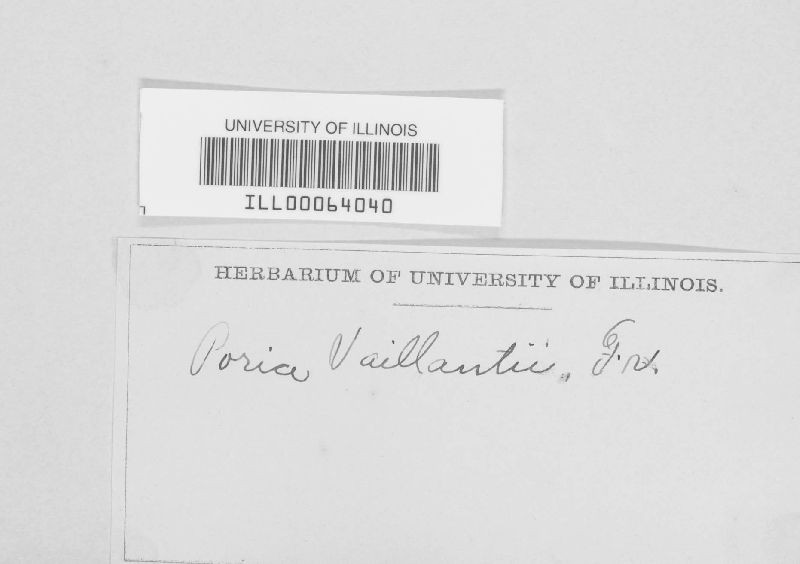 UNIVERSITY OF ILLINOIS
ILL00064040
HERBARIUM OF UNIVERSITY OF ILLINOIS.
Poria Vaillantii, Fr.